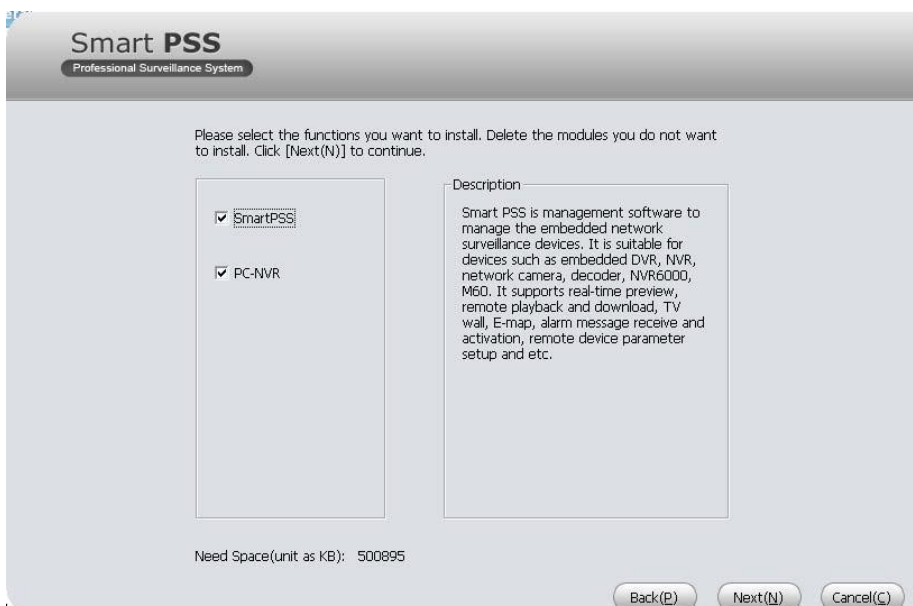 Smart PSS
Professional Surveillance System
Please select the functions you want to install. Delete the modules you do not want
to install. Click [Next(N)] to continue.
SmartPSS
PC-NVR
Description
Smart PSS is management software to
manage the embedded network
surveillance devices. It is suitable for
devices such as embedded DVR, NVR,
network camera, decoder, NVR6000,
M60. It supports real-time preview,
remote playback and download, TV
wall, E-map, alarm message receive and
activation, remote device parameter
setup and etc.
Need Space(unit as KB): 500895
Back(P) Next(N) Cancel(C)